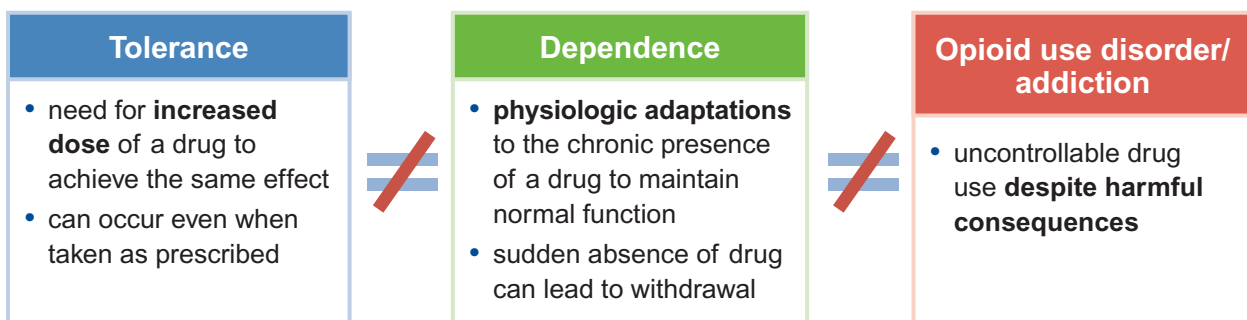 Tolerance
• need for increased
dose of a drug to
achieve the same effect
• can occur even when
taken as prescribed
Dependence
• physiologic adaptations
to the chronic presence
of a drug to maintain
normal function
• sudden absence of drug
can lead to withdrawal
Opioid use disorder/
addiction
• uncontrollable drug
use despite harmful
consequences